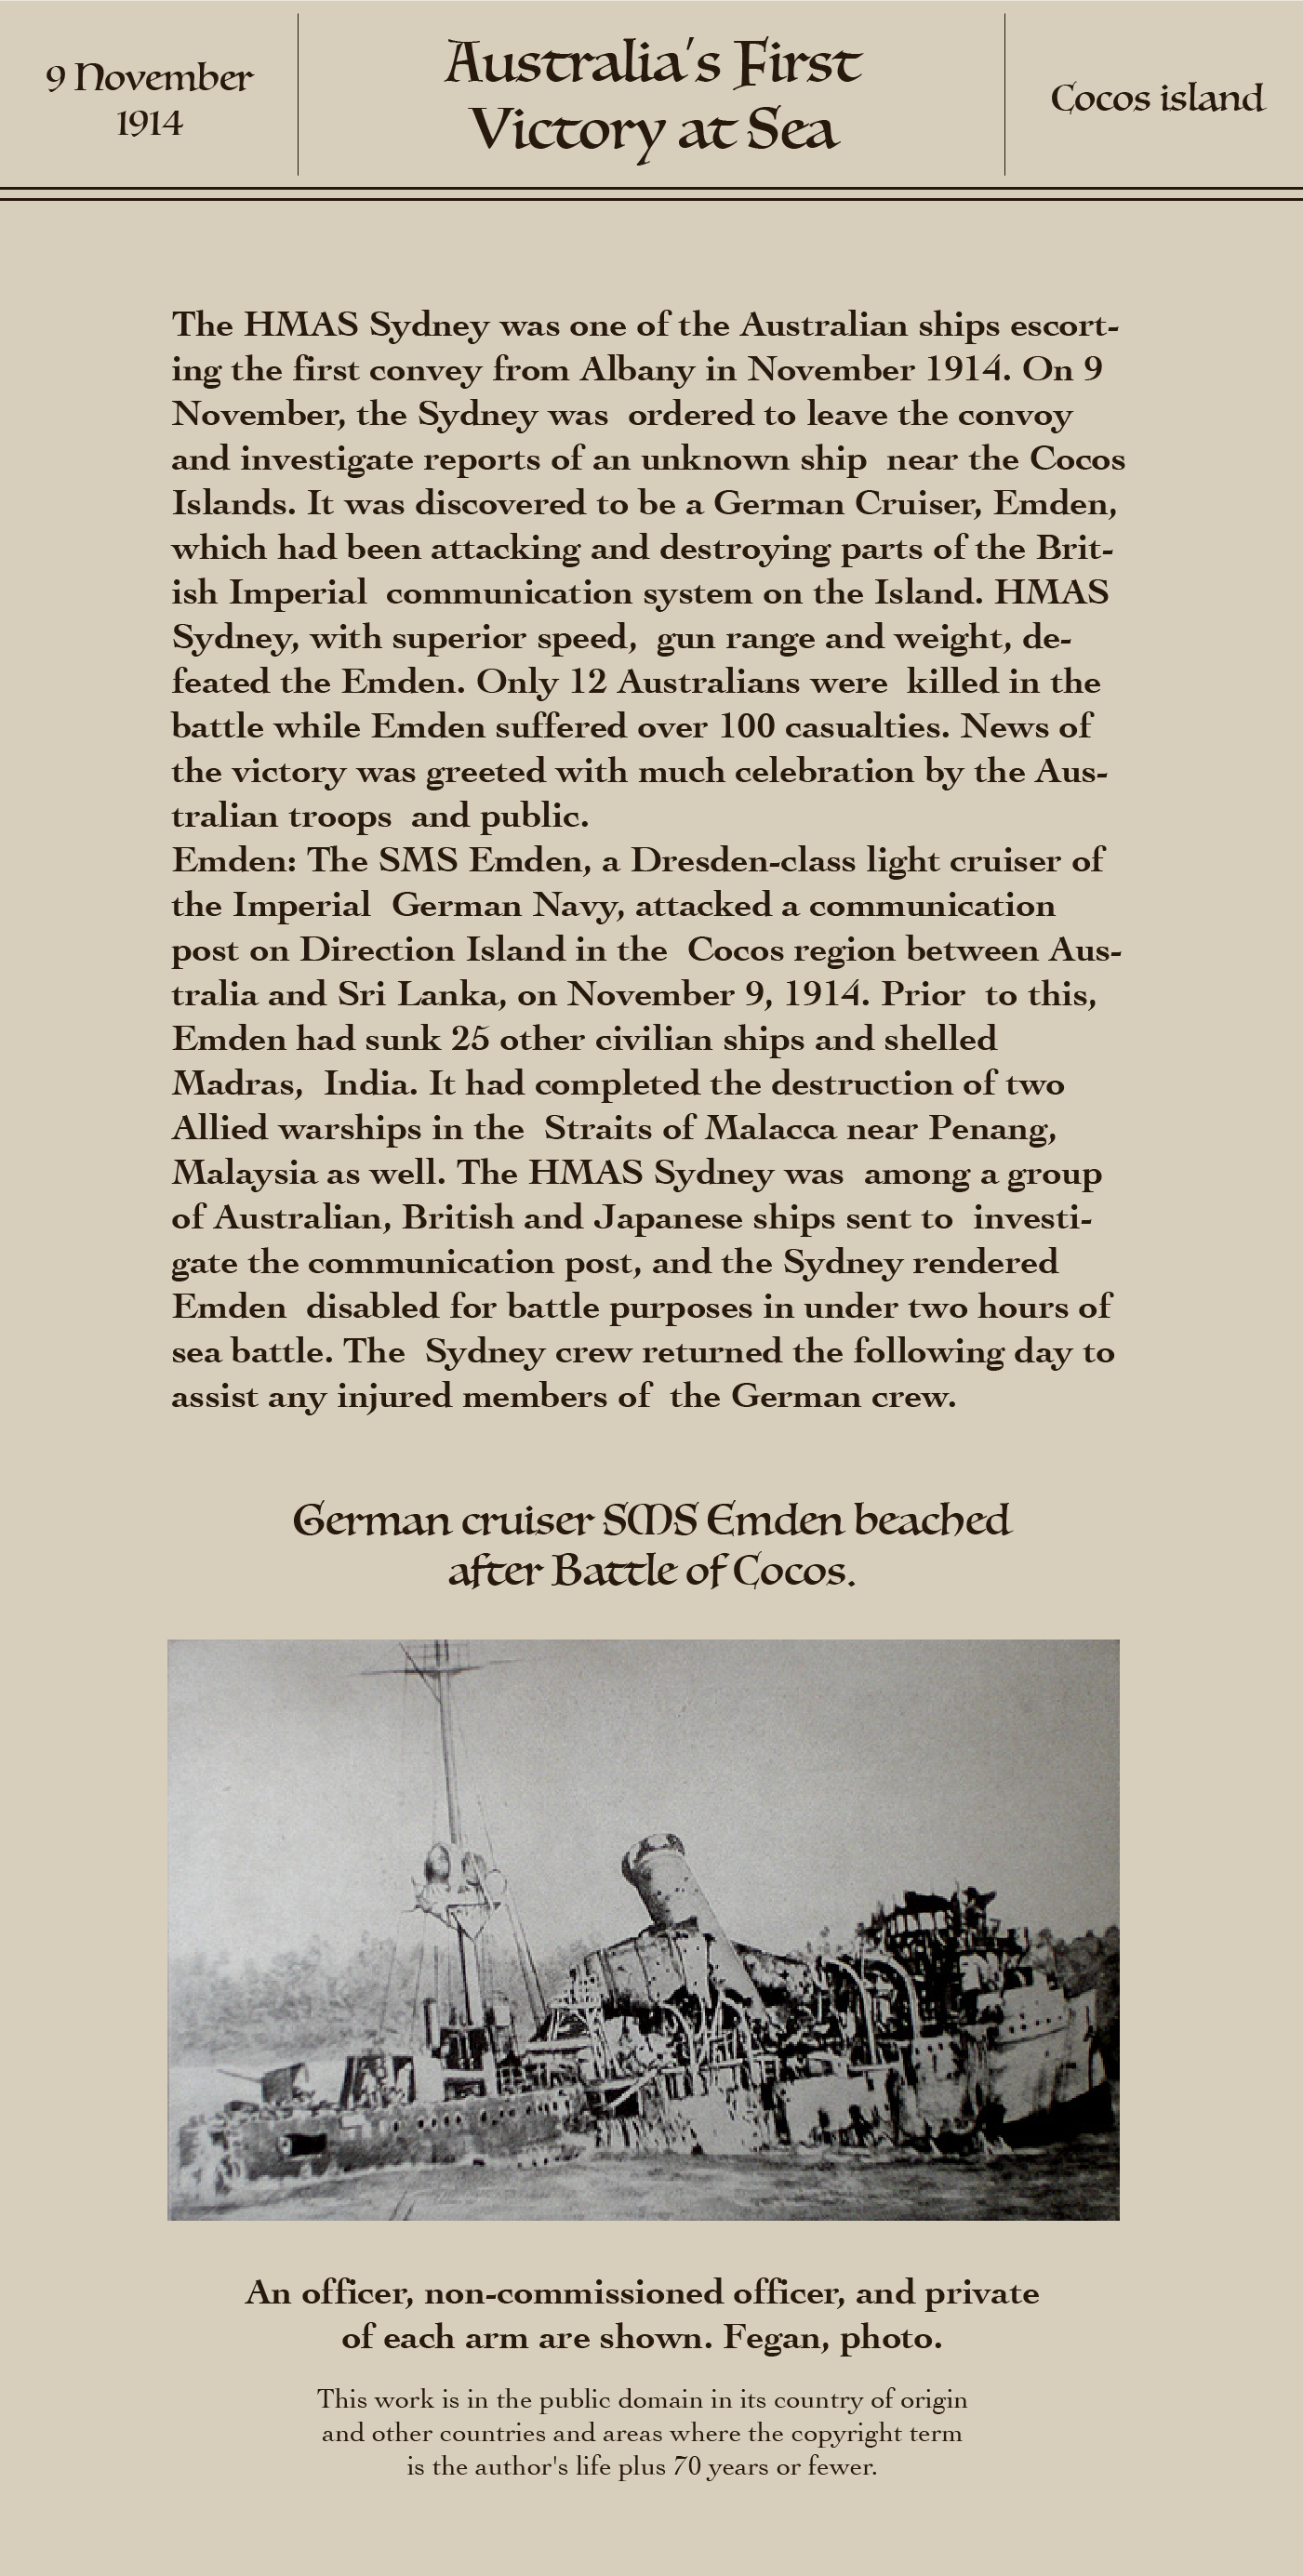 9 November
1914
Australia's First
Victory at Sea
Cocos island
The HMAS Sydney was one of the Australian ships escort-
ing the first convey from Albany in November 1914. On 9
November, the Sydney was  ordered to leave the convoy
and investigate reports of an unknown ship  near the Cocos
Islands. It was discovered to be a German Cruiser, Emden,
which had been attacking and destroying parts of the Brit-
ish Imperial  communication system on the Island. HMAS
Sydney, with superior speed,  gun range and weight, de-
feated the Emden. Only 12 Australians were  killed in the
battle while Emden suffered over 100 casualties. News of
the victory was greeted with much celebration by the Aus-
tralian troops  and public.
Emden: The SMS Emden, a Dresden-class light cruiser of
the Imperial  German Navy, attacked a communication
post on Direction Island in the  Cocos region between Aus-
tralia and Sri Lanka, on November 9, 1914. Prior  to this,
Emden had sunk 25 other civilian ships and shelled
Madras,  India. It had completed the destruction of two
Allied warships in the  Straits of Malacca near Penang,
Malaysia as well. The HMAS Sydney was  among a group
of Australian, British and Japanese ships sent to  investi-
gate the communication post, and the Sydney rendered
Emden  disabled for battle purposes in under two hours of
sea battle. The  Sydney crew returned the following day to
assist any injured members of  the German crew.
German cruiser SMS Emden beached
after Battle of Cocos.
An officer, non-commissioned officer, and private
of each arm are shown. Fegan, photo.
This work is in the public domain in its country of origin
and other countries and areas where the copyright term
is the author's life plus 70 years or fewer.